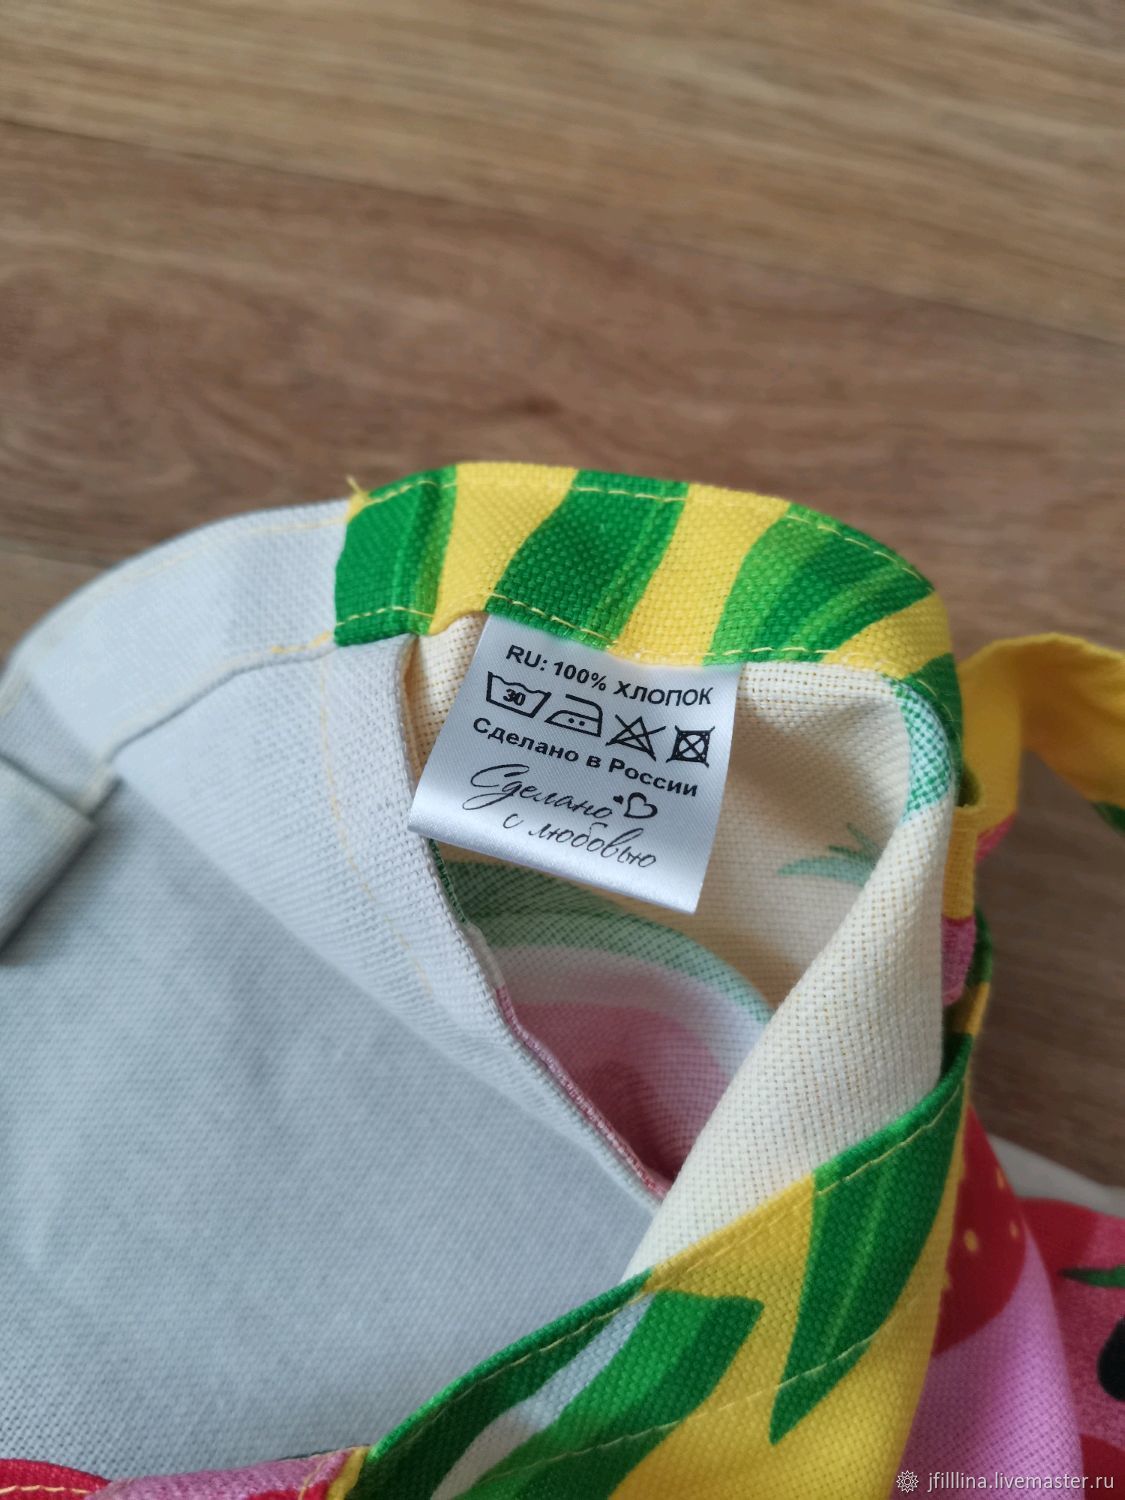 RU: 100% ХЛОПОК
30
Сделано в России
Сделано
с любовью
jfilllina.livemaster.ru